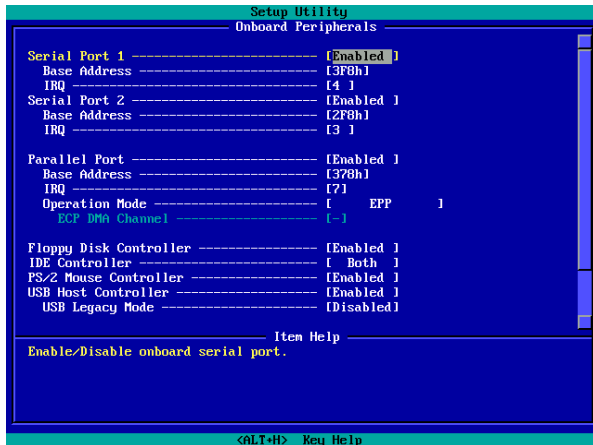 Setup Utility
Onboard Peripherals
Serial Port 1 ------------------------- [Enabled ]
Base Address ------------------------ [3F8h]
IRQ --------------------------------- [4 ]
Serial Port 2 ------------------------- [Enabled ]
Base Address ------------------------ [2F8h]
IRQ --------------------------------- [3 ]
Parallel Port ------------------------- [Enabled ]
Base Address ------------------------ [378h]
IRQ --------------------------------- [7]
Operation Mode ---------------------- [     EPP      ]
ECP DMA Channel ------------------- [-]
Floppy Disk Controller ---------------- [Enabled ]
IDE Controller ------------------------ [  Both  ]
PS/2 Mouse Controller ----------------- [Enabled ]
USB Host Controller ------------------- [Enabled ]
USB Legacy Mode --------------------- [Disabled]
Item Help
Enable/Disable onboard serial port.
<ALT+H> Key Help